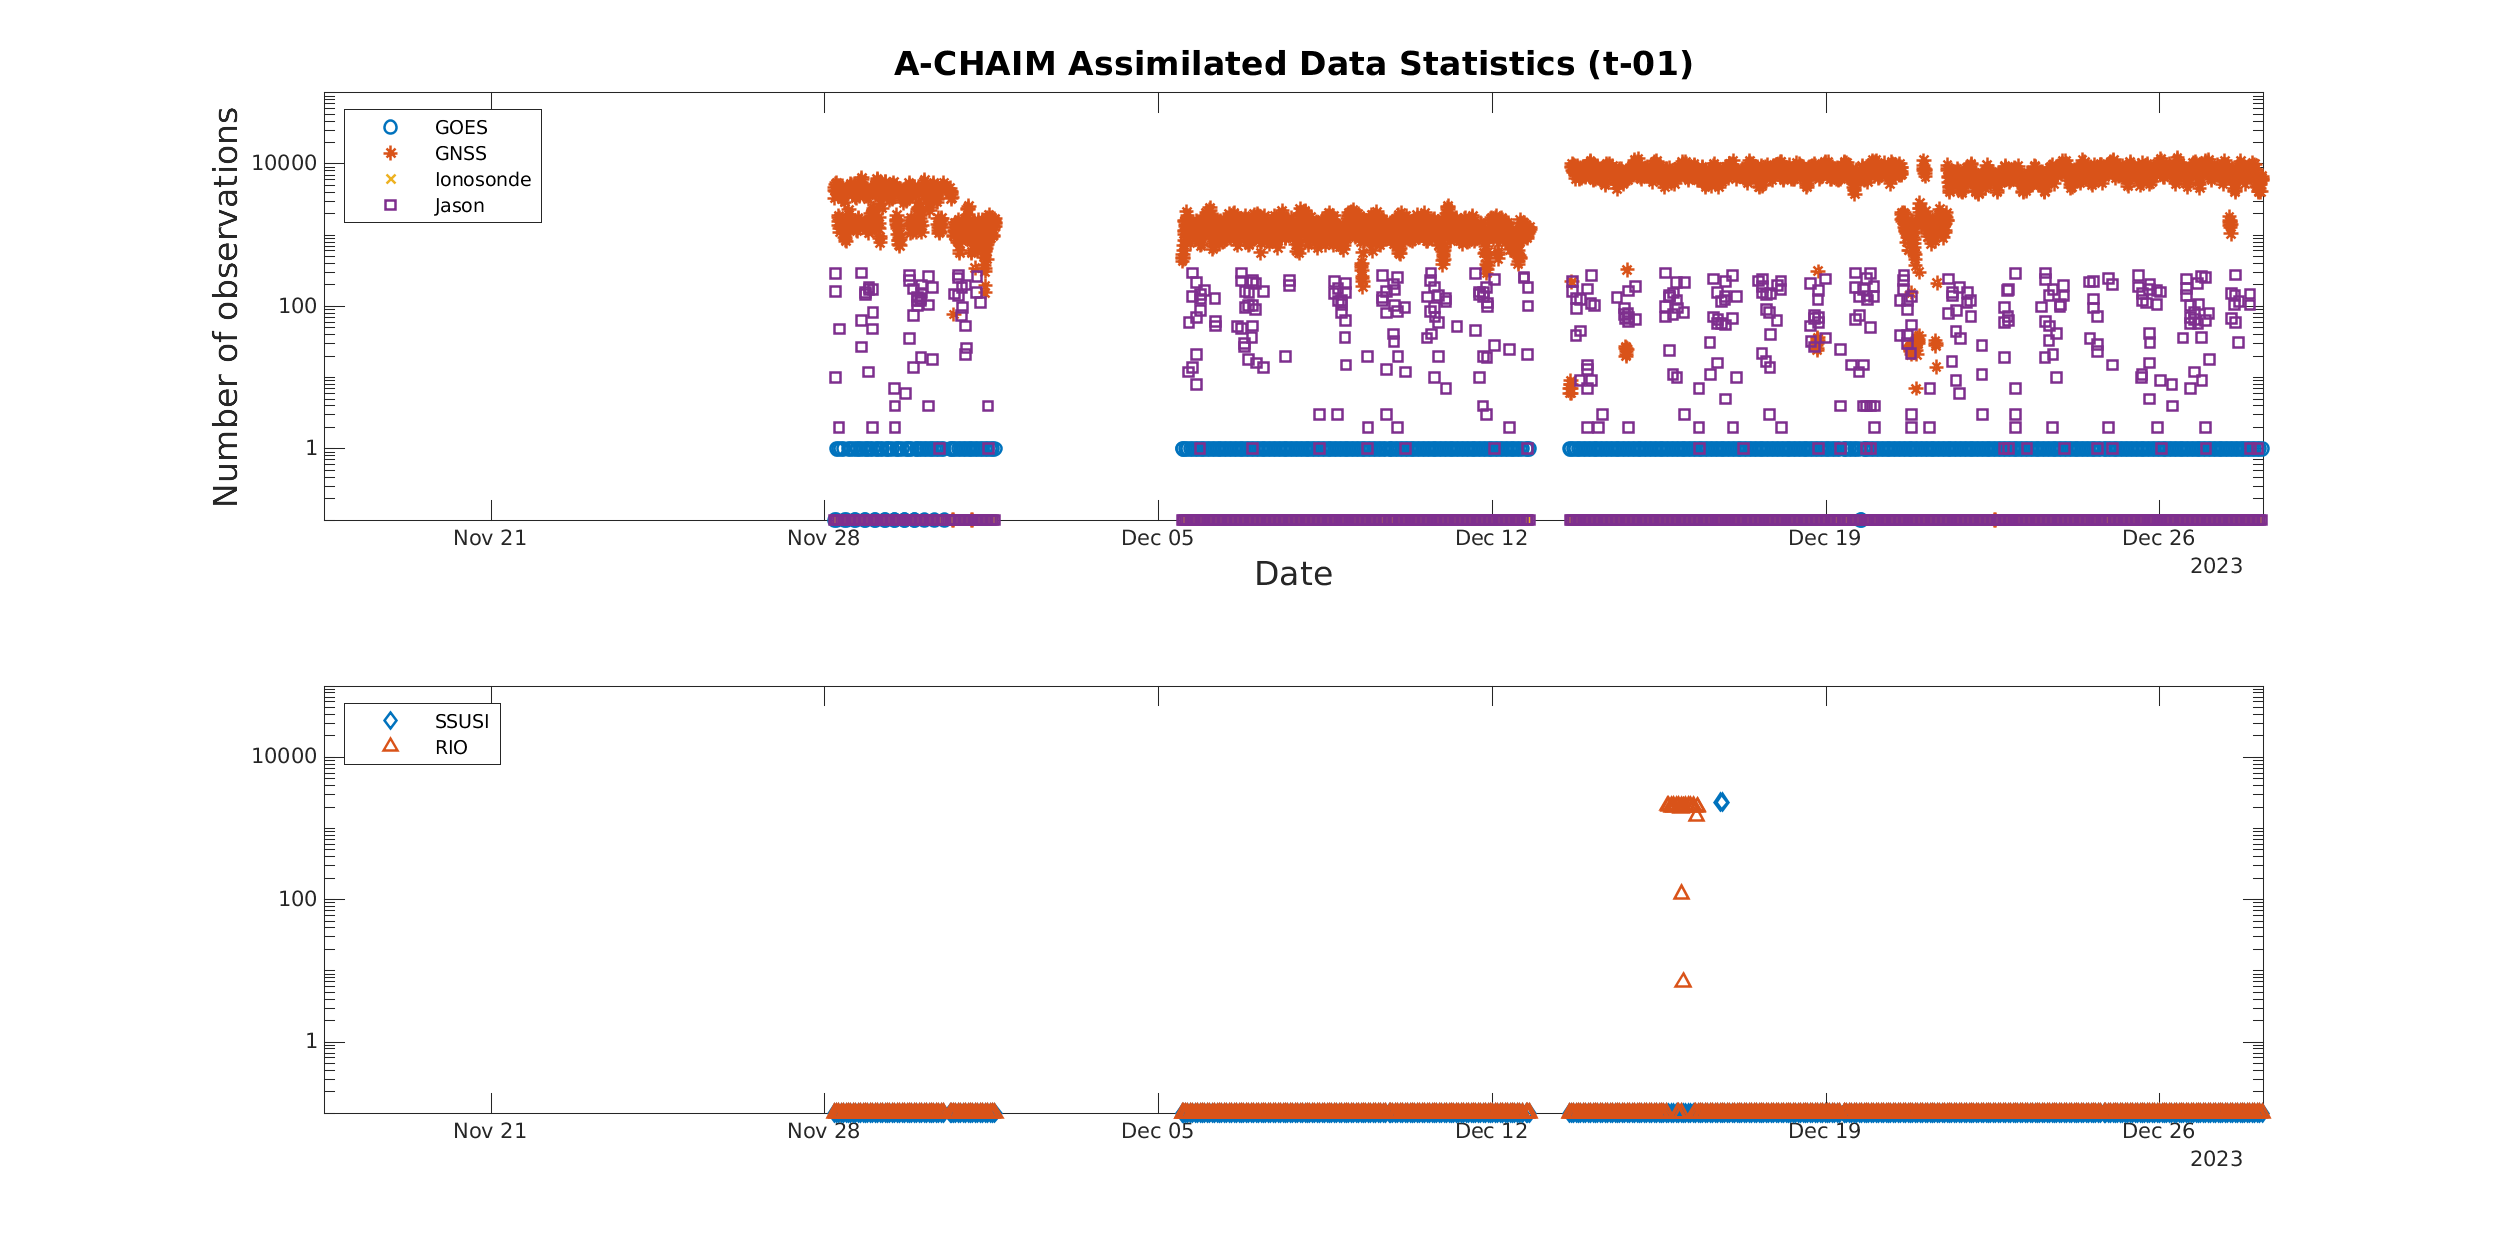 A-CHAIM Assimilated Data Statistics (t-01)
Number of observations
10000
100
1
GOES
GNSS
Ionosonde
Jason
Nov 21
Nov 28
Dec 05
Dec 12
Dec 19
Dec 26
2023
Date
10000
100
1
SSUSI
RIO
Nov 21
Nov 28
Dec 05
Dec 12
Dec 19
Dec 26
2023